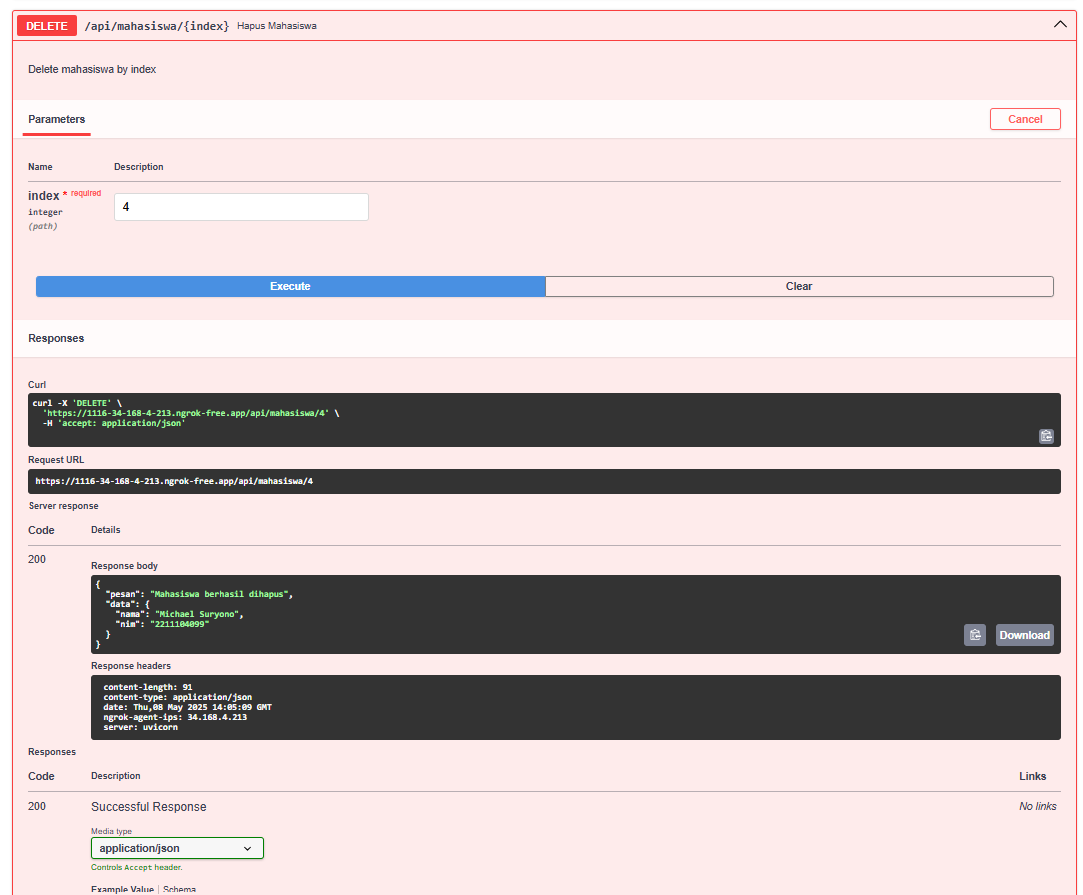 DELETE /api/mahasiswa/{index} Hapus Mahasiswa
Delete mahasiswa by index
Parameters
Cancel
Name Description
index * required
integer
(path)
4
Execute Clear
Responses
Curl
curl -X 'DELETE' \
'https://1116-34-168-4-213.ngrok-free.app/api/mahasiswa/4' \
-H 'accept: application/json'
Request URL
https://1116-34-168-4-213.ngrok-free.app/api/mahasiswa/4
Server response
Code Details
200
Response body
{
"pesan": "Mahasiswa berhasil dihapus",
"data": {
"nama": "Michael Suryono",
"nim": "2211104099"
}
}
Download
Response headers
content-length: 91
content-type: application/json
date: Thu,08 May 2025 14:05:09 GMT
ngrok-agent-ips: 34.168.4.213
server: uvicorn
Responses
Code Description Links
200 Successful Response No links
Media type
application/json
Controls Accept header.
Example Value | Schema